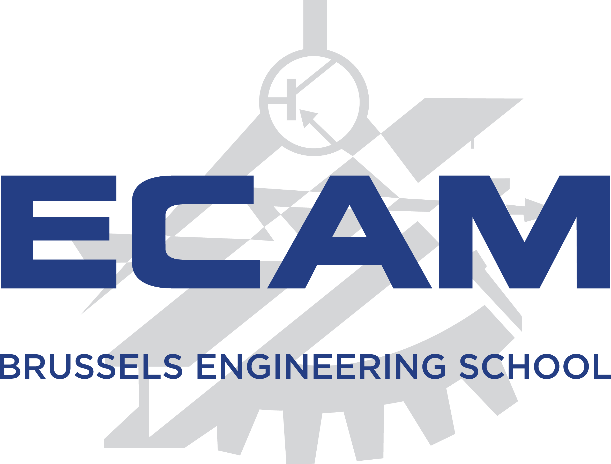 ECAM
BRUSSELS ENGINEERING SCHOOL